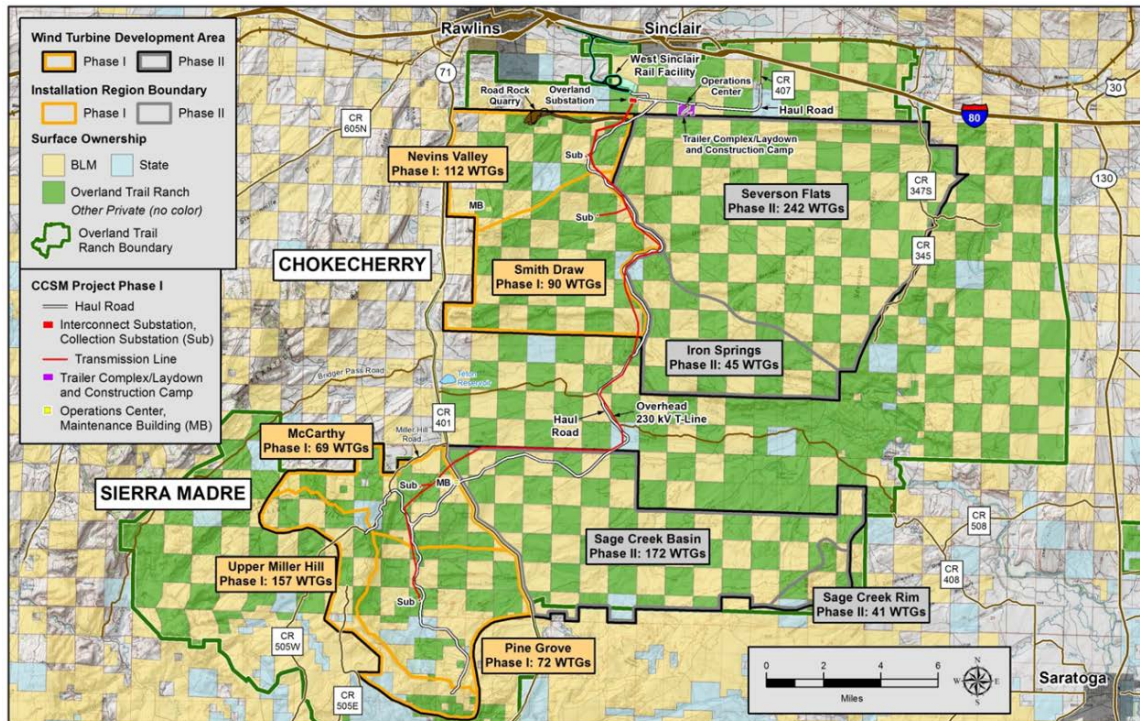 Wind Turbine Development Area
Phase I
Phase II
Installation Region Boundary
Phase I
Phase II
Surface Ownership
BLM
State
Overland Trail Ranch
Other Private (no color)
Overland Trail
Ranch Boundary
CCSM Project Phase I
Haul Road
Interconnect Substation,
Collection Substation (Sub)
Transmission Line
Trailer Complex/Laydown
and Construction Camp
Operations Center,
Maintenance Building (MB)
Rawlins
Sinclair
71
CR
605N
West Sinclair
Rail Facility
Overland
Substation
Operations
Center
CR
407
Road Rock
Quarry
Haul Road
30
80
Trailer Complex/Laydown
and Construction Camp
130
Nevins Valley
Phase I: 112 WTGs
Sub
MB
Sub
Severson Flats
Phase II: 242 WTGs
CR
347S
CR
345
CHOKECHERRY
Smith Draw
Phase I: 90 WTGs
Iron Springs
Phase II: 45 WTGs
Bridger Pass Road
Teton
Reservoir
CR
401
Miller Hill
Road
Haul
Road
Overhead
230 kV T-Line
McCarthy
Phase I: 69 WTGs
SIERRA MADRE
Sub
MB
Sage Creek Basin
Phase II: 172 WTGs
CR
508
CR
408
Upper Miller Hill
Phase I: 157 WTGs
Sub
Sage Creek Rim
Phase II: 41 WTGs
CR
505W
Pine Grove
Phase I: 72 WTGs
CR
505E
0
2
4
6
Miles
N
W
E
S
Saratoga